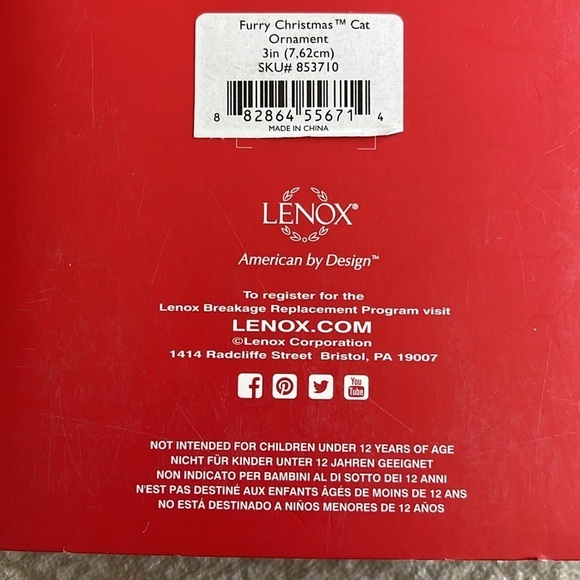 Furry Christmas™ Cat
Ornament
3in (7,62cm)
SKU# 853710
8 82864 55671 4
MADE IN CHINA
LENOX®
American by Design™
To register for the
Lenox Breakage Replacement Program visit
LENOX.COM
©Lenox Corporation
1414 Radcliffe Street Bristol, PA 19007
You Tube
NOT INTENDED FOR CHILDREN UNDER 12 YEARS OF AGE
NICHT FÜR KINDER UNTER 12 JAHREN GEEIGNET
NON INDICATO PER BAMBINI AL DI SOTTO DEI 12 ANNI
N'EST PAS DESTINÉ AUX ENFANTS ÂGÉS DE MOINS DE 12 ANS
NO ESTÁ DESTINADO A NIÑOS MENORES DE 12 AÑOS